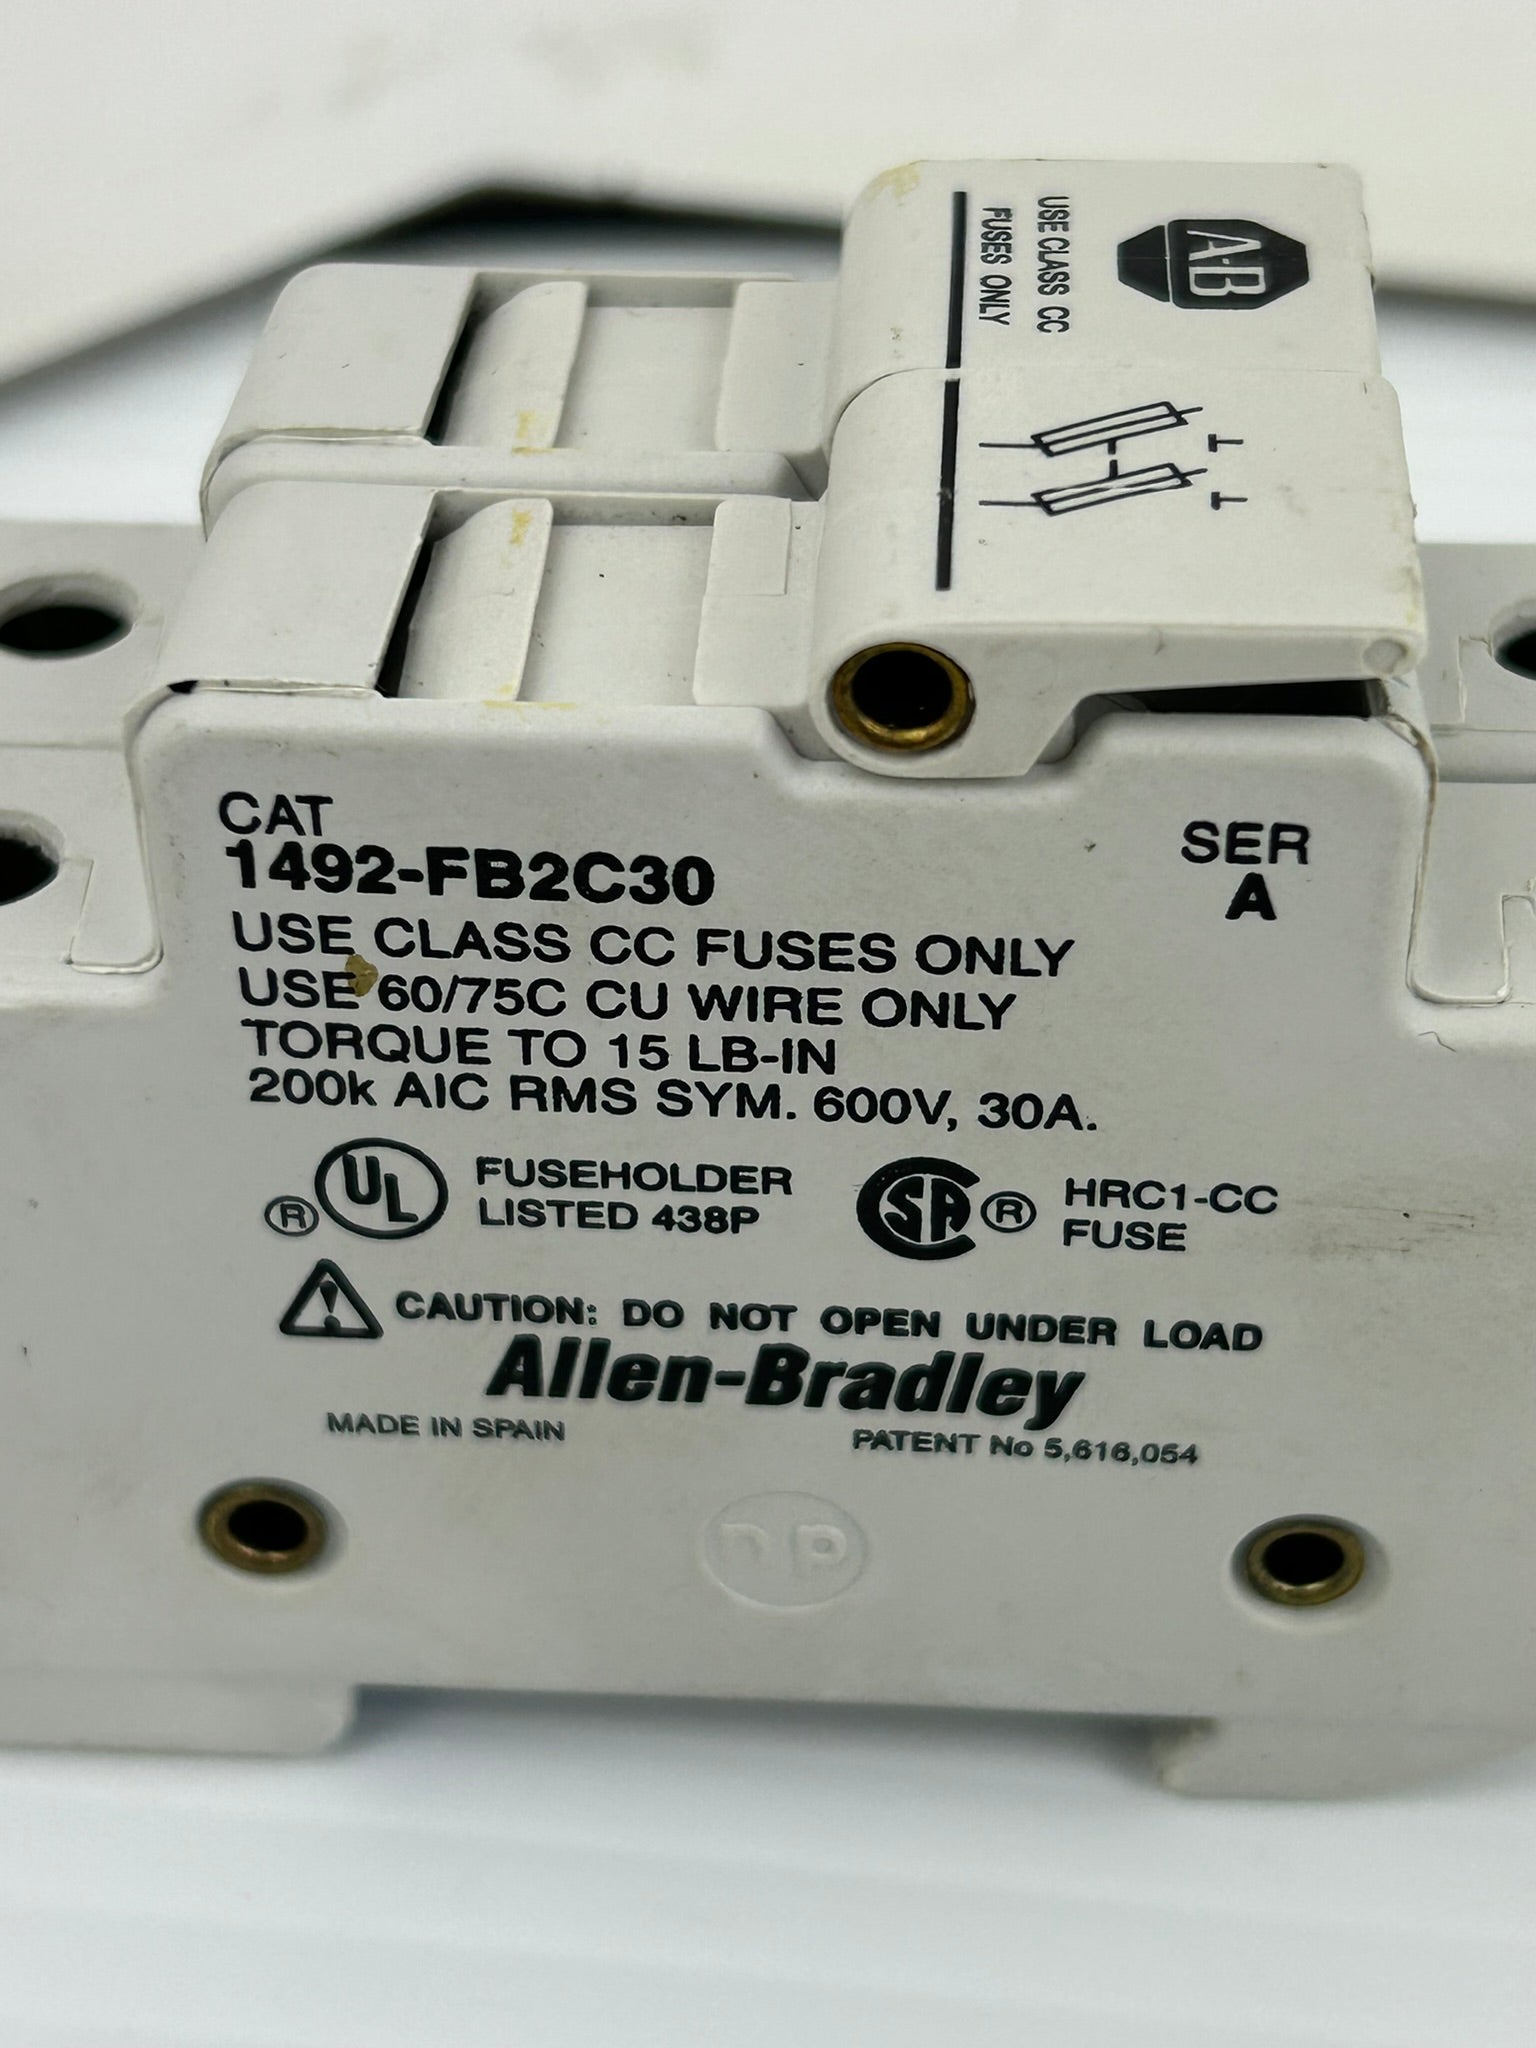 A-B
USE CLASS CC
FUSES ONLY
T
T
CAT
1492-FB2C30
SER
A
USE CLASS CC FUSES ONLY
USE 60/75C CU WIRE ONLY
TORQUE TO 15 LB-IN
200k AIC RMS SYM. 600V, 30A.
® UL FUSEHOLDER
LISTED 438P
SA ® HRC1-CC
FUSE
CAUTION: DO NOT OPEN UNDER LOAD
Allen-Bradley
MADE IN SPAIN
PATENT No 5,616,054